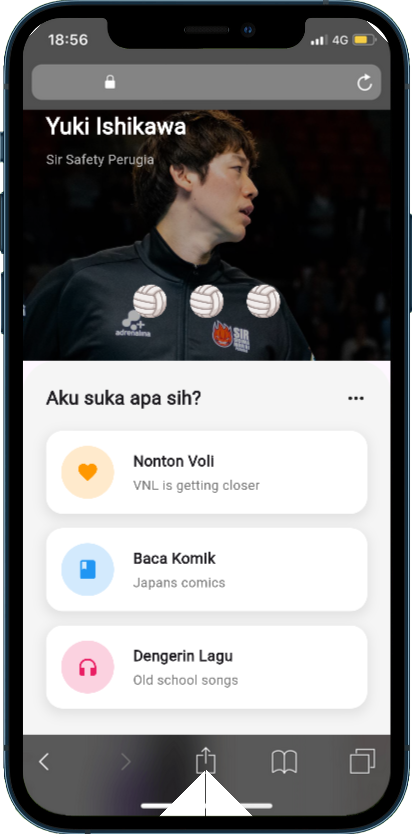 18:56
4G
Yuki Ishikawa
Sir Safety Perugia
adrenalina
SIR
Aku suka apa sih?
Nonton Voli
VNL is getting closer
Baca Komik
Japans comics
Dengerin Lagu
Old school songs